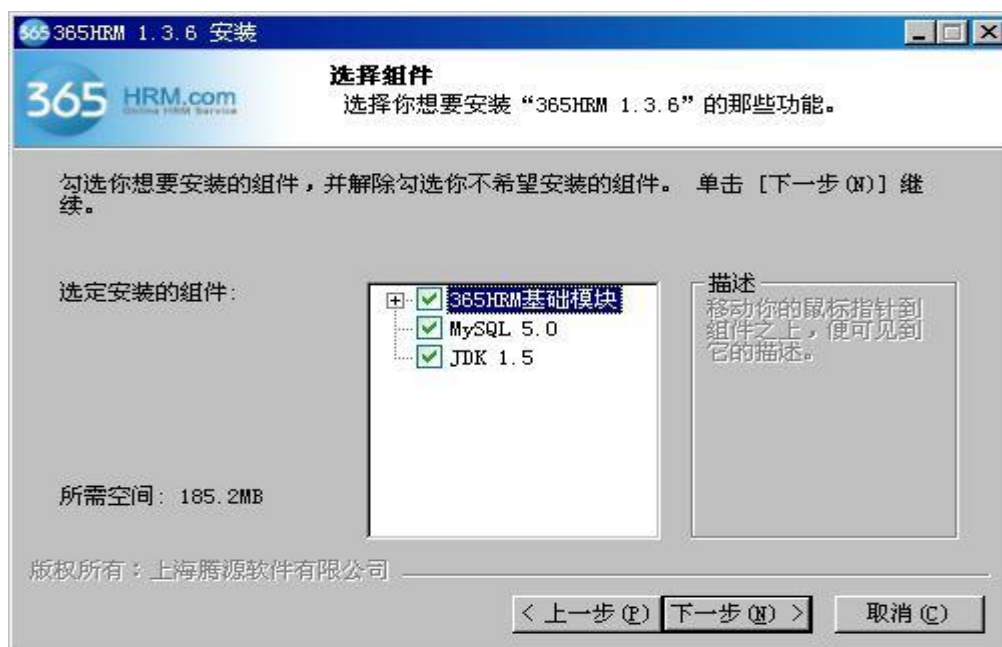 365 365HRM 1.3.6 安装
365 HRM.com
Online HRM Service
选择组件
选择你想要安装“365HRM 1.3.6”的那些功能。
勾选你想要安装的组件，并解除勾选你不希望安装的组件。 单击 [下一步(N)] 继
续。
选定安装的组件:
365HRM基础模块
MySQL 5.0
JDK 1.5
描述
移动你的鼠标指针到
组件之上，便可见到
它的描述。
所需空间: 185.2MB
版权所有：上海腾源软件有限公司
< 上一步(P) 下一步(N) > 取消(C)